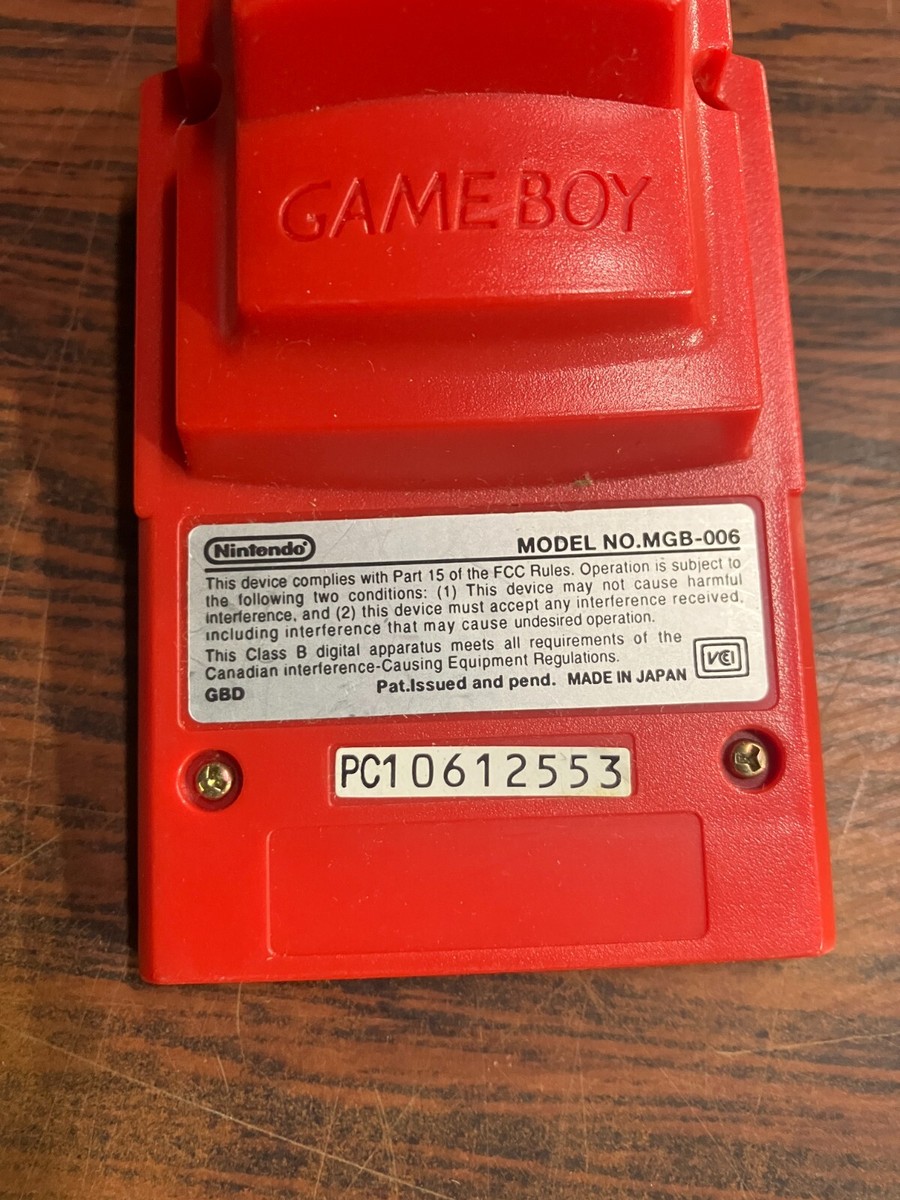 GAME BOY
Nintendo®
MODEL NO.MGB-006
This device complies with Part 15 of the FCC Rules. Operation is subject to
the following two conditions: (1) This device may not cause harmful
interference, and (2) this device must accept any interference received,
including interference that may cause undesired operation.
This Class B digital apparatus meets all requirements of the
Canadian interference-Causing Equipment Regulations.
VCI
GBD
Pat.Issued and pend. MADE IN JAPAN
PC10612553